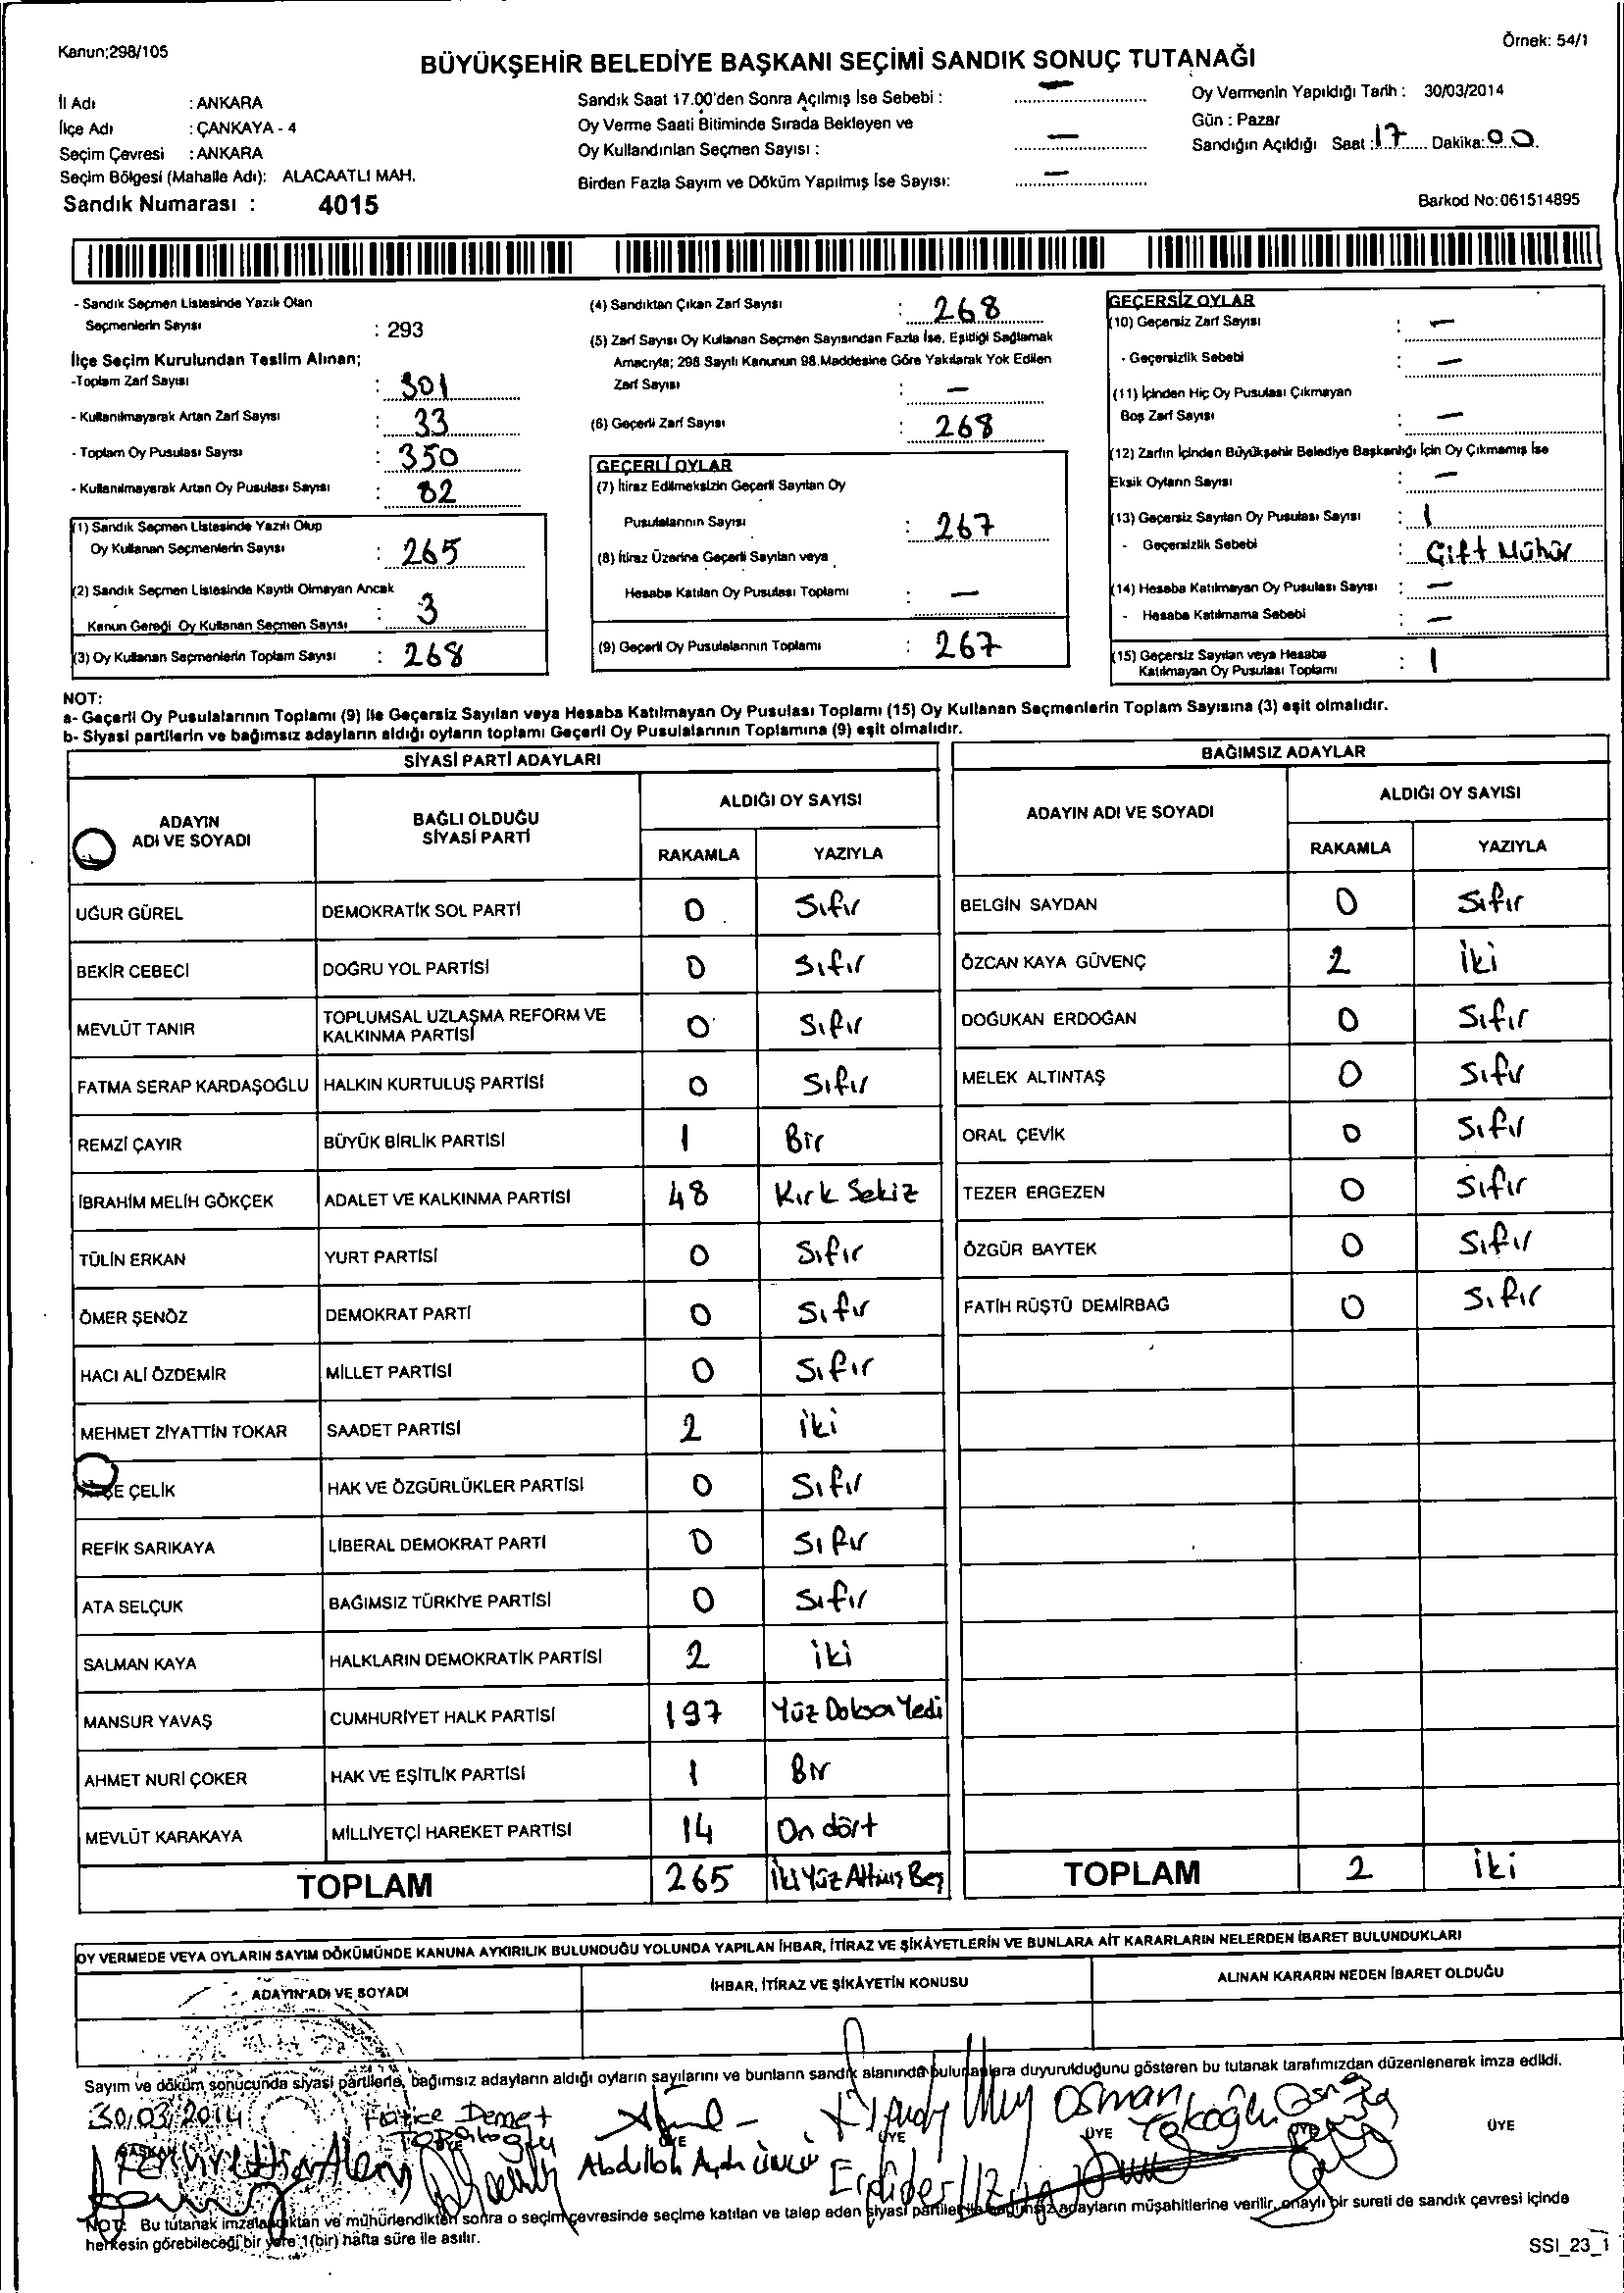 Kanun;298/105
Örnek: 54/1
BÜYÜKŞEHİR BELEDİYE BAŞKANI SEÇİMİ SANDIK SONUÇ TUTANAĞI
İl Adı : ANKARA
İlçe Adı : ÇANKAYA - 4
Seçim Çevresi : ANKARA
Seçim Bölgesi (Mahalle Adı): ALACAATLI MAH.
Sandık Numarası : 4015
Sandık Saat 17.00'den Sonra Açılmış İse Sebebi : —
Oy Verme Saati Bitiminde Sırada Bekleyen ve
Oy Kullandırılan Seçmen Sayısı : —
Birden Fazla Sayım ve Döküm Yapılmış İse Sayısı: —
Oy Vermenin Yapıldığı Tarih : 30/03/2014
Gün : Pazar
Sandığın Açıldığı Saat : 17 Dakika: 00
Barkod No:061514895
- Sandık Seçmen Listesinde Yazılı Olan
Seçmenlerin Sayısı : 293
İlçe Seçim Kurulundan Teslim Alınan;
-Toplam Zarf Sayısı : 301
- Kullanılmayarak Artan Zarf Sayısı : 33
- Toplam Oy Pusulası Sayısı : 350
- Kullanılmayarak Artan Oy Pusulası Sayısı : 82
(1) Sandık Seçmen Listesinde Yazılı Olup
Oy Kullanan Seçmenlerin Sayısı : 265
(2) Sandık Seçmen Listesinde Kayıtlı Olmayan Ancak
Kanun Gereği Oy Kullanan Seçmen Sayısı : 3
(3) Oy Kullanan Seçmenlerin Toplam Sayısı : 268
(4) Sandıktan Çıkan Zarf Sayısı : 268
(5) Zarf Sayısı Oy Kullanan Seçmen Sayısından Fazla İse, Eşitliği Sağlamak
Amacıyla; 298 Sayılı Kanunun 98.Maddesine Göre Yakılarak Yok Edilen
Zarf Sayısı : —
(6) Geçerli Zarf Sayısı : 268
GEÇERLİ OYLAR
(7) İtiraz Edilmeksizin Geçerli Sayılan Oy
Pusulalarının Sayısı : 267
(8) İtiraz Üzerine Geçerli Sayılan veya
Hesaba Katılan Oy Pusulası Toplamı : —
(9) Geçerli Oy Pusulalarının Toplamı : 267
GEÇERSİZ OYLAR
(10) Geçersiz Zarf Sayısı : —
- Geçersizlik Sebebi : —
(11) İçinden Hiç Oy Pusulası Çıkmayan
Boş Zarf Sayısı : —
(12) Zarfın İçinden Büyükşehir Belediye Başkanlığı İçin Oy Çıkmamış İse
Eksik Oyların Sayısı : —
(13) Geçersiz Sayılan Oy Pusulası Sayısı : 1
- Geçersizlik Sebebi : Çift Mühür
(14) Hesaba Katılmayan Oy Pusulası Sayısı : —
- Hesaba Katılmama Sebebi : —
(15) Geçersiz Sayılan veya Hesaba
Katılmayan Oy Pusulası Toplamı : 1
NOT:
a- Geçerli Oy Pusulalarının Toplamı (9) İle Geçersiz Sayılan veya Hesaba Katılmayan Oy Pusulası Toplamı (15) Oy Kullanan Seçmenlerin Toplam Sayısına (3) eşit olmalıdır.
b- Siyasi partilerin ve bağımsız adayların aldığı oyların toplamı Geçerli Oy Pusulalarının Toplamına (9) eşit olmalıdır.
SİYASİ PARTİ ADAYLARI
ADAYIN
ADI VE SOYADI
BAĞLI OLDUĞU
SİYASİ PARTİ
ALDIĞI OY SAYISI
RAKAMLA YAZIYLA
UĞUR GÜREL DEMOKRATİK SOL PARTİ 0 Sıfır
BEKİR CEBECİ DOĞRU YOL PARTİSİ 0 Sıfır
MEVLÜT TANIR TOPLUMSAL UZLAŞMA REFORM VE
KALKINMA PARTİSİ 0 Sıfır
FATMA SERAP KARDAŞOĞLU HALKIN KURTULUŞ PARTİSİ 0 Sıfır
REMZİ ÇAYIR BÜYÜK BİRLİK PARTİSİ 1 Bir
İBRAHİM MELİH GÖKÇEK ADALET VE KALKINMA PARTİSİ 48 Kırk Sekiz
TÜLİN ERKAN YURT PARTİSİ 0 Sıfır
ÖMER ŞENÖZ DEMOKRAT PARTİ 0 Sıfır
HACI ALİ ÖZDEMİR MİLLET PARTİSİ 0 Sıfır
MEHMET ZİYATTİN TOKAR SAADET PARTİSİ 2 iki
ÇELİK HAK VE ÖZGÜRLÜKLER PARTİSİ 0 Sıfır
REFİK SARIKAYA LİBERAL DEMOKRAT PARTİ 0 Sıfır
ATA SELÇUK BAĞIMSIZ TÜRKİYE PARTİSİ 0 Sıfır
SALMAN KAYA HALKLARIN DEMOKRATİK PARTİSİ 2 iki
MANSUR YAVAŞ CUMHURİYET HALK PARTİSİ 197 Yüz Doksan Yedi
AHMET NURİ ÇOKER HAK VE EŞİTLİK PARTİSİ 1 Bir
MEVLÜT KARAKAYA MİLLİYETÇİ HAREKET PARTİSİ 14 On dört
TOPLAM 265 İki Yüz Altmış Beş
BAĞIMSIZ ADAYLAR
ADAYIN ADI VE SOYADI
ALDIĞI OY SAYISI
RAKAMLA YAZIYLA
BELGİN SAYDAN 0 Sıfır
ÖZCAN KAYA GÜVENÇ 2 iki
DOĞUKAN ERDOĞAN 0 Sıfır
MELEK ALTINTAŞ 0 Sıfır
ORAL ÇEVİK 0 Sıfır
TEZER ERGEZEN 0 Sıfır
ÖZGÜR BAYTEK 0 Sıfır
FATİH RÜŞTÜ DEMİRBAĞ 0 Sıfır
TOPLAM 2 iki
OY VERMEDE VEYA OYLARIN SAYIM DÖKÜMÜNDE KANUNA AYKIRILIK BULUNDUĞU YOLUNDA YAPILAN İHBAR, İTİRAZ VE ŞİKÂYETLERİN VE BUNLARA AİT KARARLARIN NELERDEN İBARET BULUNDUKLARI
ADAYIN ADI VE SOYADI
İHBAR, İTİRAZ VE ŞİKÂYETİN KONUSU
ALINAN KARARIN NEDEN İBARET OLDUĞU
Sayım ve döküm sonucunda siyasi partilerle, bağımsız adayların aldığı oyların sayılarını ve bunların sandık alanında bulunanlara duyurulduğunu gösteren bu tutanak tarafımızdan düzenlenerek imza edildi.
30/03/2014
Hatice Demet
Osman
BAŞKAN ÜYE ÜYE ÜYE ÜYE ÜYE
Abdullah
NOT: Bu tutanak imzalandıktan ve mühürlendikten sonra o seçim çevresinde seçime katılan ve talep eden siyasi partiler ile bağımsız adayların müşahitlerine verilir, onaylı bir sureti de sandık çevresi içinde
herkesin görebileceği bir yere 1(bir) hafta süre ile asılır.
SSI_23_1